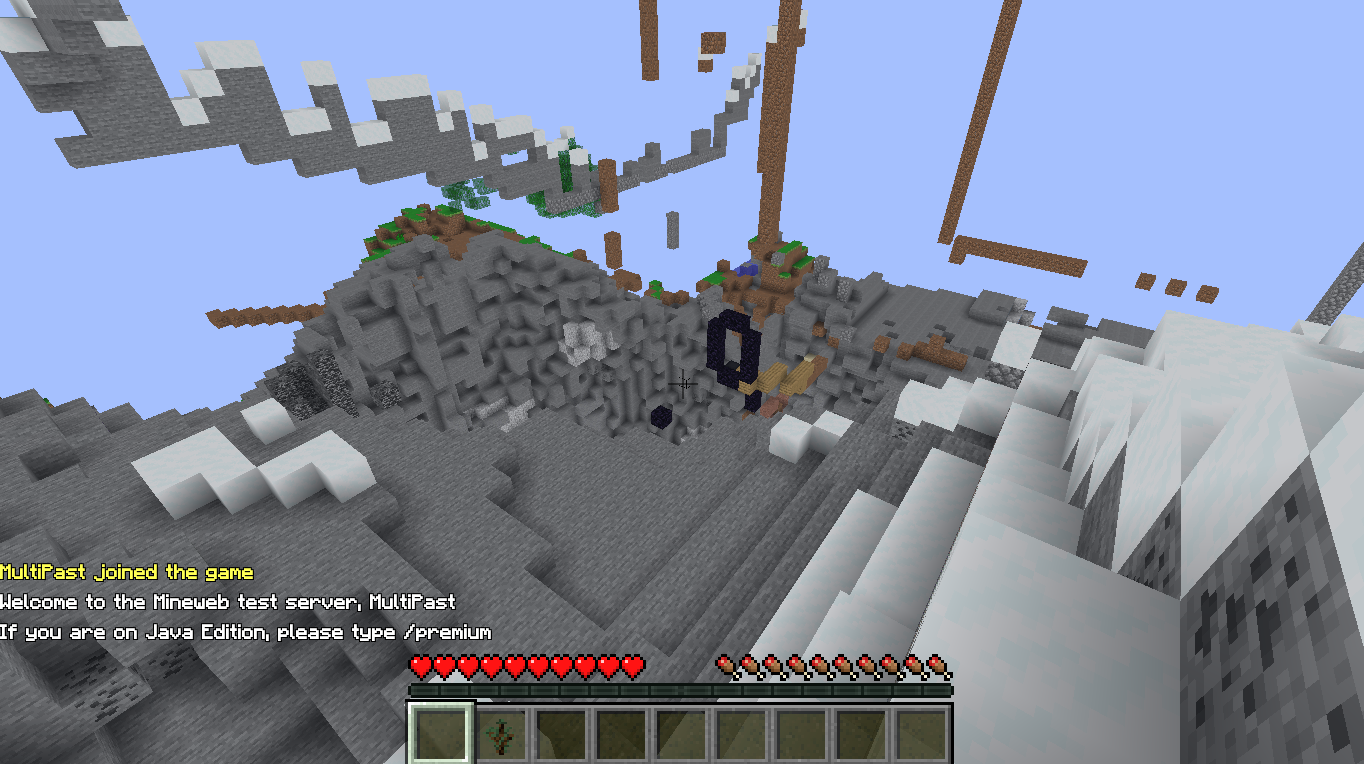 MultiPast joined the game
Welcome to the Mineweb test server, MultiPast
If you are on Java Edition, please type /premium